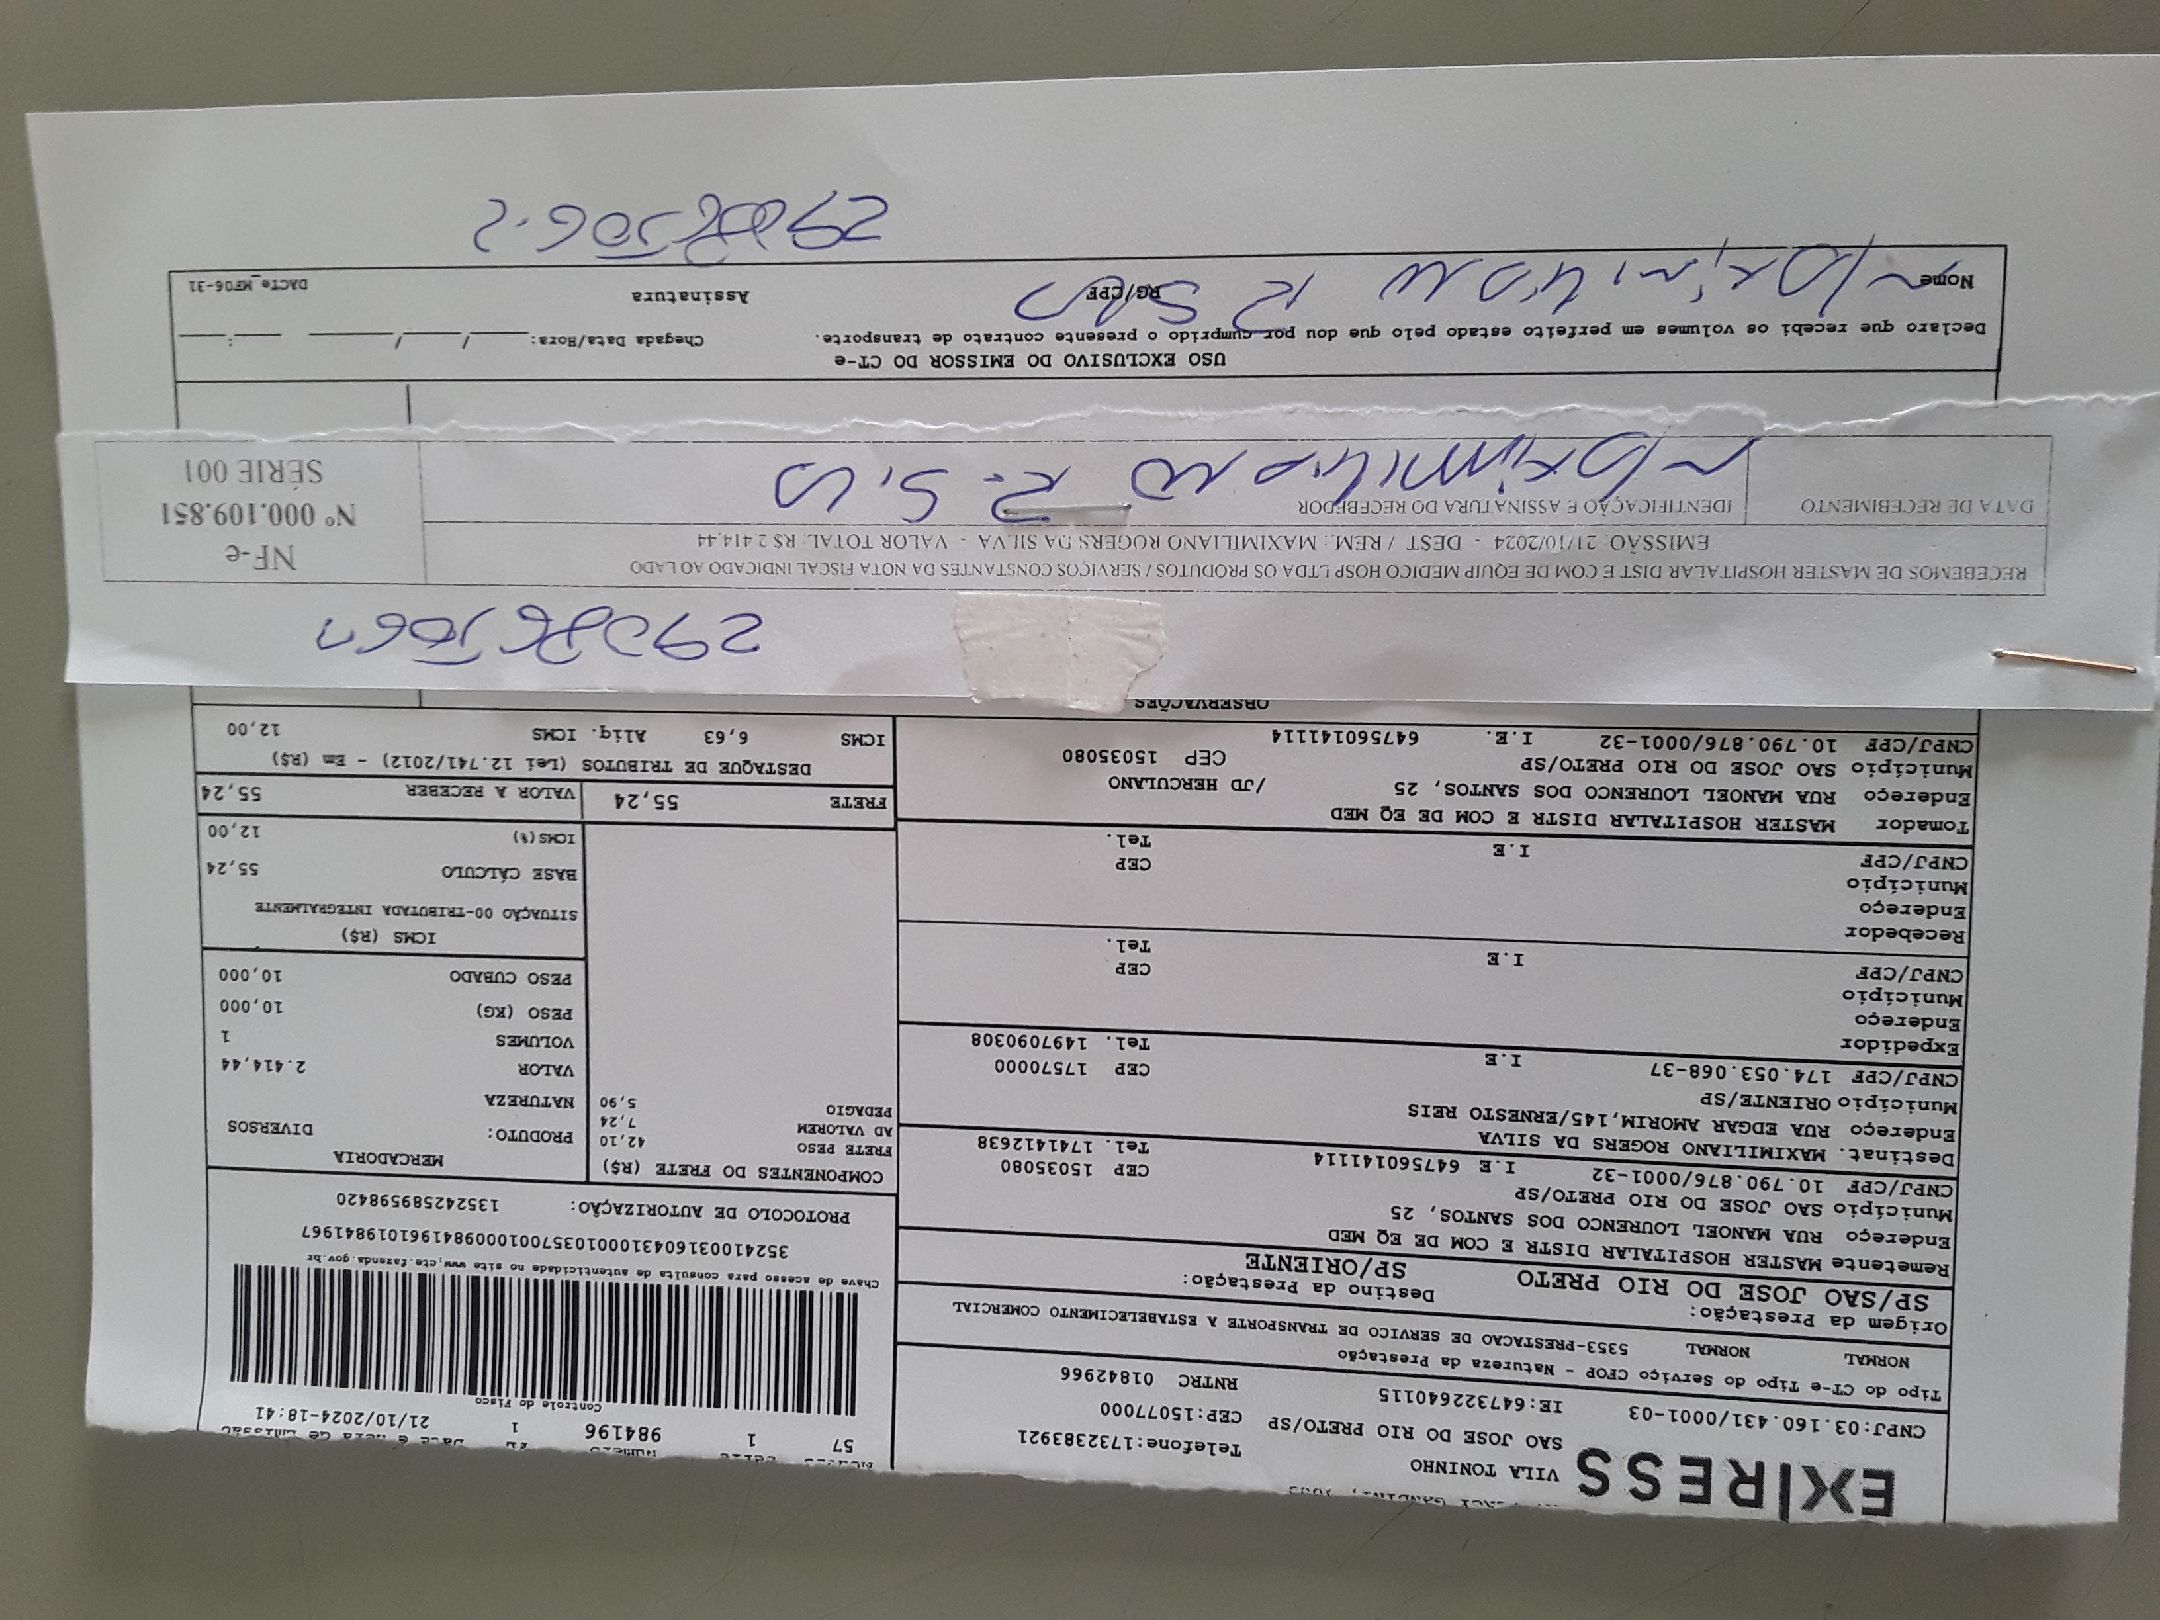 EXPRESS
VILA TONINHO Telefone:1732383921
SAO JOSE DO RIO PRETO/SP CEP:15077000
CNPJ:03.160.431/0001-03 IE:647322640115 RNTRC 01842966
Tipo do CT-e Tipo do Serviço CFOP - Natureza da Prestação
NORMAL NORMAL 5353-PRESTACAO DE SERVICO DE TRANSPORTE A ESTABELECIMENTO COMERCIAL
Origem da Prestação: Destino da Prestação:
SP/SAO JOSE DO RIO PRETO SP/ORIENTE
Remetente MASTER HOSPITALAR DISTR E COM DE EQ MED
Endereço RUA MANOEL LOURENCO DOS SANTOS, 25
Município SAO JOSE DO RIO PRETO/SP CEP 15035080
CNPJ/CPF 10.790.876/0001-32 I.E 647560141114 Tel. 1741412638
Destinat. MAXIMILIANO ROGERS DA SILVA
Endereço RUA EDGAR AMORIM,145/ERNESTO REIS
Município ORIENTE/SP CEP 17570000
CNPJ/CPF 174.053.068-37 I.E Tel. 1497090308
Expedidor
Endereço
Município CEP
CNPJ/CPF I.E Tel.
Recebedor
Endereço
Município CEP
CNPJ/CPF I.E Tel.
Tomador MASTER HOSPITALAR DISTR E COM DE EQ MED
Endereço RUA MANOEL LOURENCO DOS SANTOS, 25 /JD HERCULANO
Município SAO JOSE DO RIO PRETO/SP CEP 15035080
CNPJ/CPF 10.790.876/0001-32 I.E. 647560141114
OBSERVAÇÕES
57 1 984196 1 21/10/2024-18:41
Controle do Fisco
Chave de acesso para consulta de autenticidade no site www.cte.fazenda.gov.br
35241003160431000103570010009841961019841967
PROTOCOLO DE AUTORIZAÇÃO: 135242589598420
COMPONENTES DO FRETE (R$)
FRETE PESO 42,10
AD VALOREM 7,24
PEDAGIO 5,90
MERCADORIA
PRODUTO: DIVERSOS
NATUREZA
VALOR 2.414,44
VOLUMES 1
PESO (KG) 10,000
PESO CUBADO 10,000
ICMS (R$)
SITUAÇÃO 00-TRIBUTADA INTEGRALMENTE
BASE CÁLCULO 55,24
ICMS(%) 12,00
FRETE 55,24 VALOR A RECEBER 55,24
DESTAQUE DE TRIBUTOS (Lei 12.741/2012) - Em (R$)
ICMS 6,63 Aliq. ICMS 12,00
RECEBEMOS DE MASTER HOSPITALAR DIST E COM DE EQUIP MEDICO HOSP LTDA OS PRODUTOS / SERVIÇOS CONSTANTES DA NOTA FISCAL INDICADO AO LADO
EMISSÃO: 21/10/2024 - DEST / REM.: MAXIMILIANO ROGERS DA SILVA - VALOR TOTAL: R$ 2.414,44
DATA DE RECEBIMENTO IDENTIFICAÇÃO E ASSINATURA DO RECEBEDOR
NF-e
Nº 000.109.851
SÉRIE 001
USO EXCLUSIVO DO EMISSOR DO CT-e
Declaro que recebi os volumes em perfeito estado pelo que dou por cumprido o presente contrato de transporte. Chegada Data/Hora: ____/____/____ ____:____
Nome RG/CPF Assinatura DACTe_MF06-31